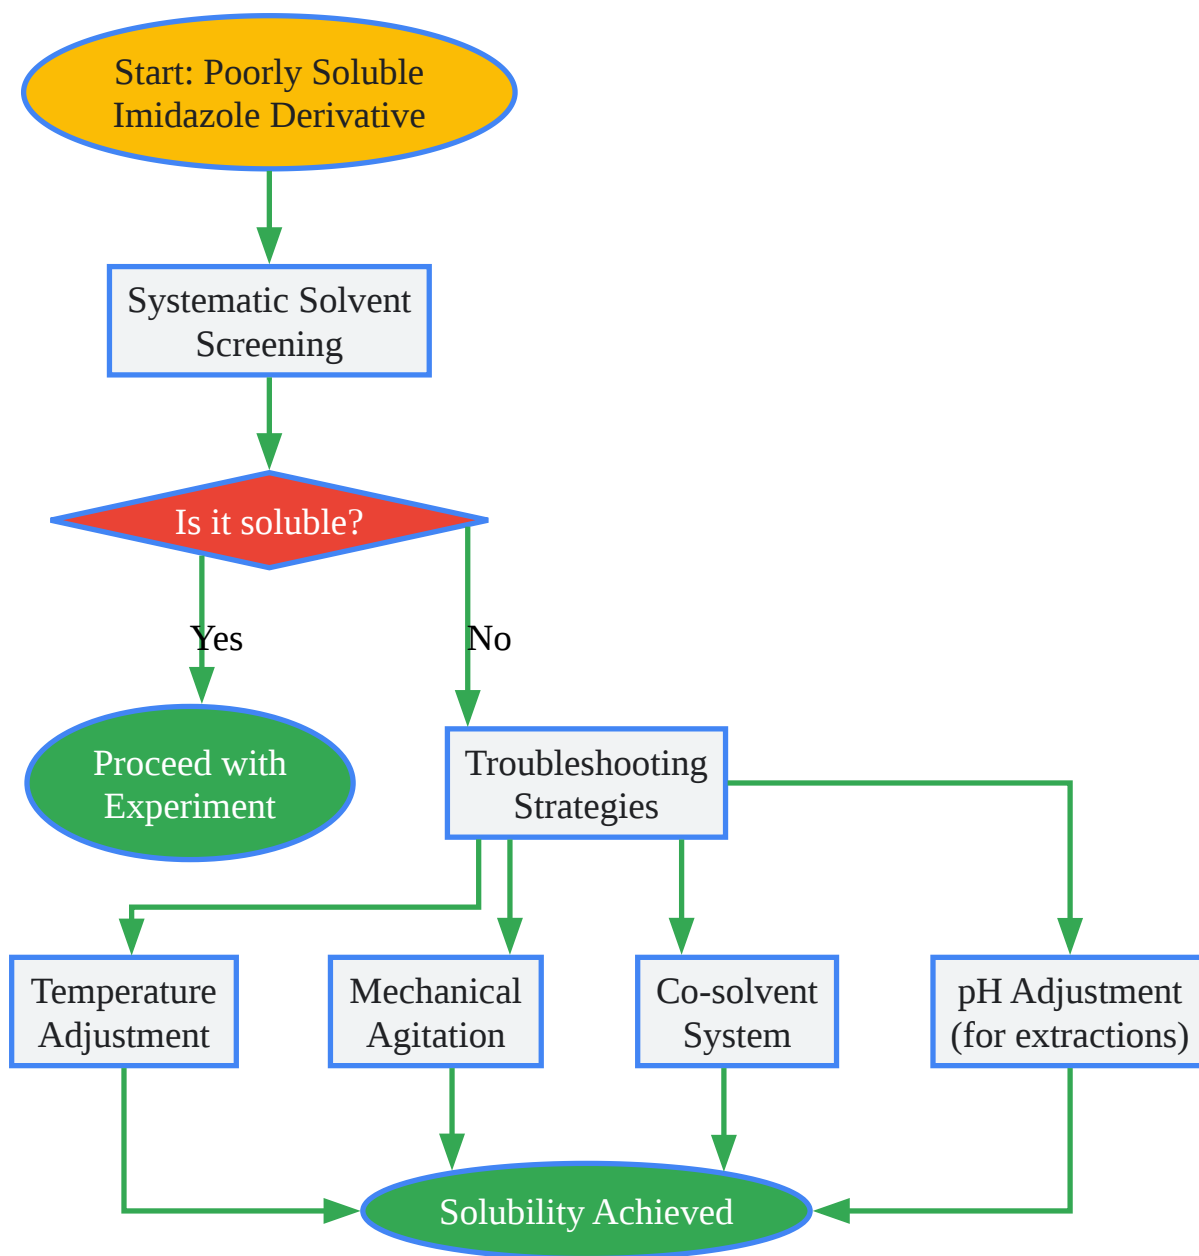 Start: Poorly Soluble
Imidazole Derivative
Systematic Solvent
Screening
Is it soluble?
Yes
No
Proceed with
Experiment
Troubleshooting
Strategies
Temperature
Adjustment
Mechanical
Agitation
Co-solvent
System
pH Adjustment
(for extractions)
Solubility Achieved